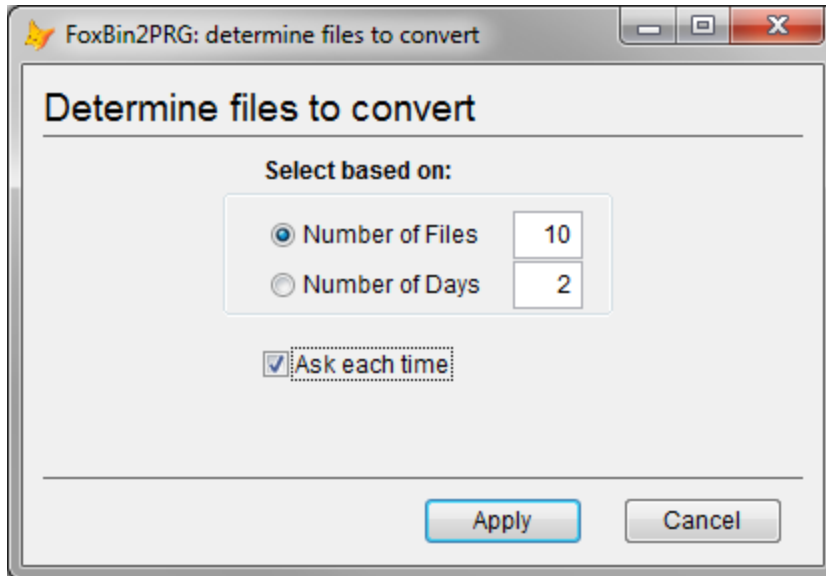 FoxBin2PRG: determine files to convert
Determine files to convert
Select based on:
Number of Files 10
Number of Days 2
Ask each time
Apply Cancel